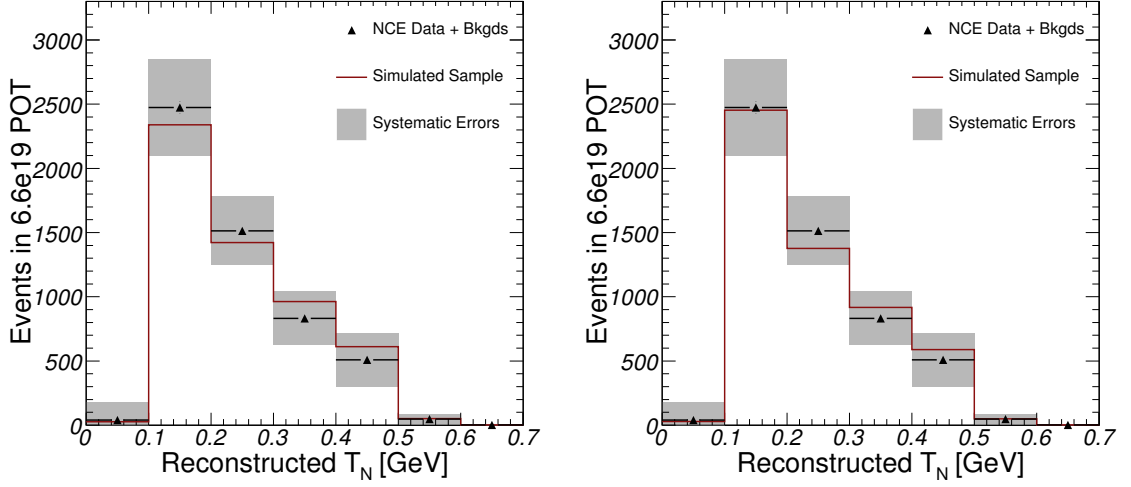 NCE Data + Bkgds
Simulated Sample
Systematic Errors
Events in 6.6e19 POT
3000
2500
2000
1500
1000
500
0
0 0.1 0.2 0.3 0.4 0.5 0.6 0.7
Reconstructed T_N [GeV]
NCE Data + Bkgds
Simulated Sample
Systematic Errors
Events in 6.6e19 POT
3000
2500
2000
1500
1000
500
0
0 0.1 0.2 0.3 0.4 0.5 0.6 0.7
Reconstructed T_N [GeV]